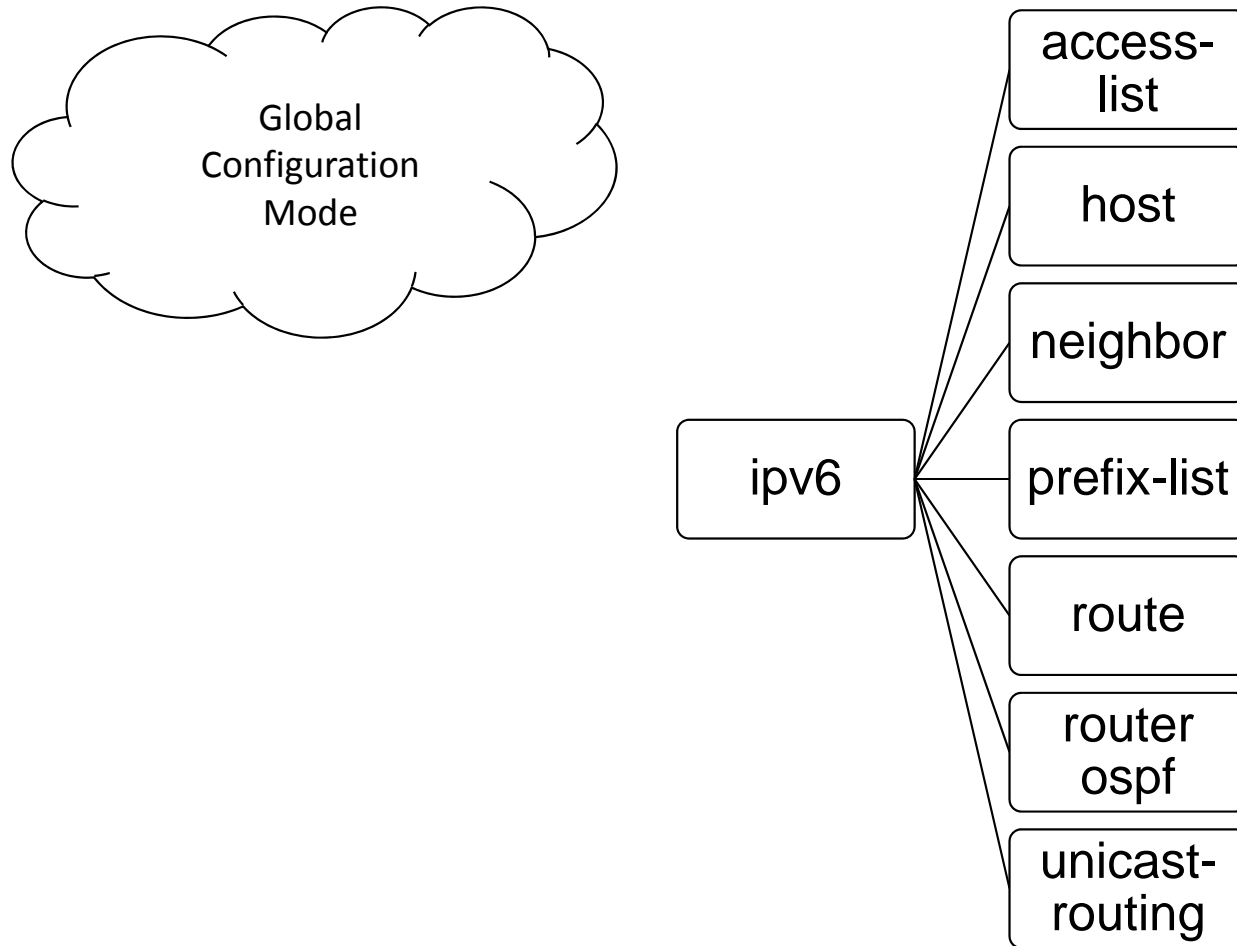 Global
Configuration
Mode
ipv6
access-
list
host
neighbor
prefix-list
route
router
ospf
unicast-
routing